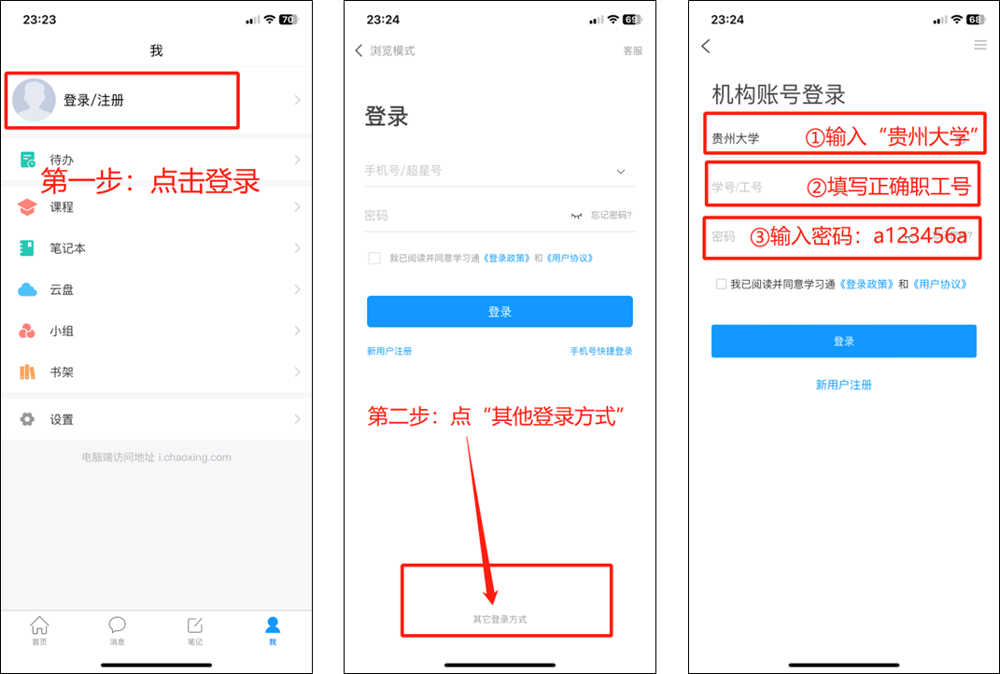 23:23
70
我
登录/注册
待办
第一步：点击登录
课程
笔记本
云盘
小组
书架
设置
电脑端访问地址 i.chaoxing.com
首页
消息
笔记
我
23:24
69
浏览模式
客服
登录
手机号/超星号
密码
忘记密码?
我已阅读并同意学习通《登录政策》和《用户协议》
登录
新用户注册
手机号快捷登录
第二步：点“其他登录方式”
其它登录方式
23:24
68
机构账号登录
贵州大学
①输入“贵州大学”
学号/工号
②填写正确职工号
密码
③输入密码：a123456a
我已阅读并同意学习通《登录政策》和《用户协议》
登录
新用户注册